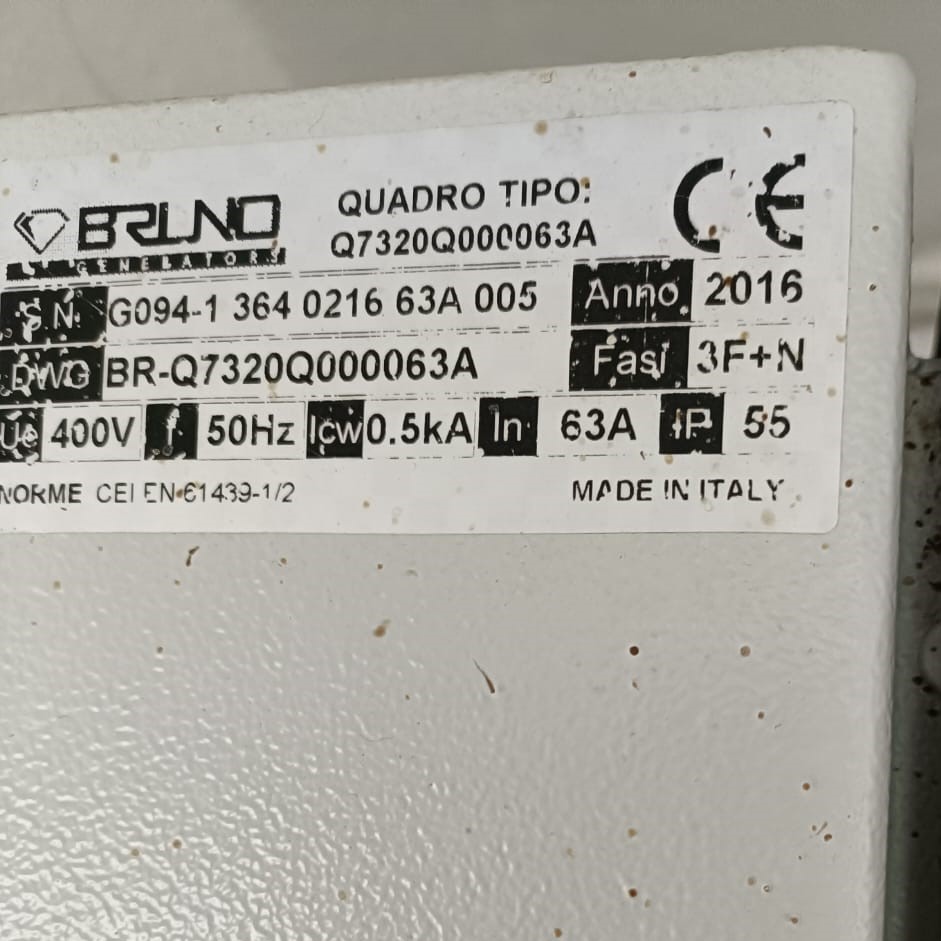 BRUNO
GENERATORS
QUADRO TIPO:
Q7320Q000063A
CE
S.N. G094-1 364 0216 63A 005 Anno 2016
DWG BR-Q7320Q000063A Fasi 3F+N
Ue 400V f 50Hz Icw 0.5kA In 63A IP 55
NORME CEI EN 61439-1/2 MADE IN ITALY